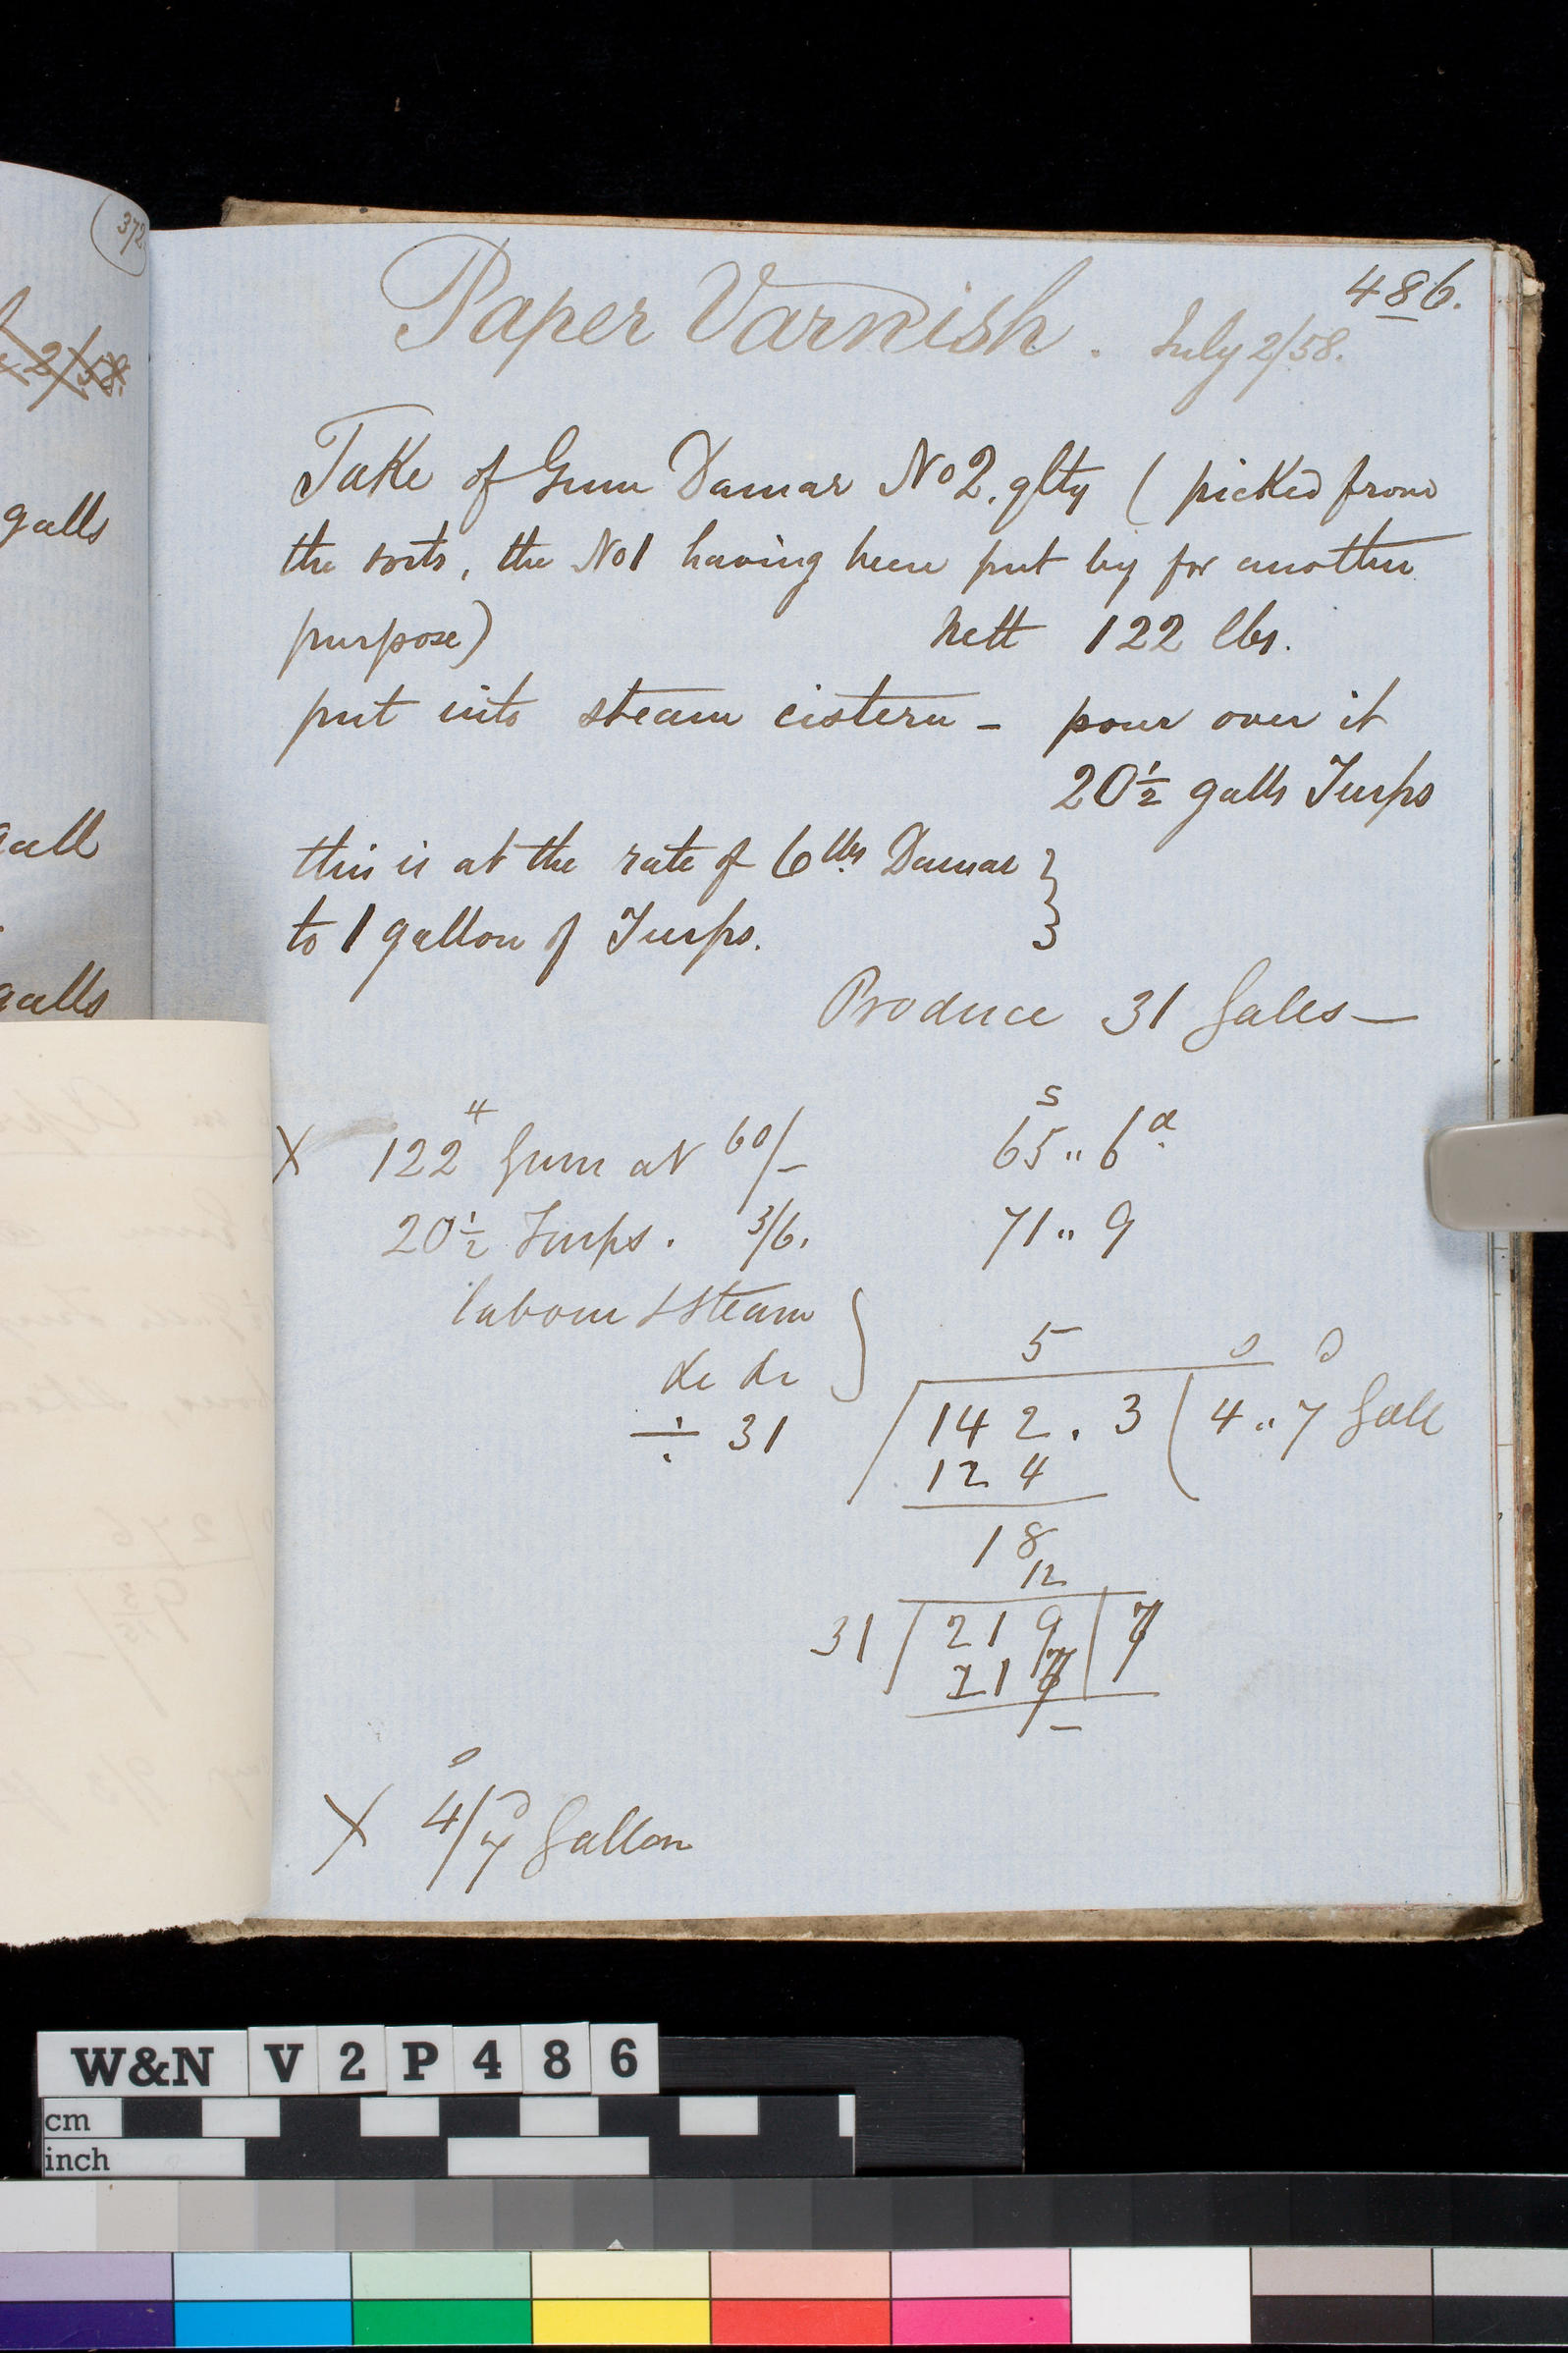 372
2/58.
galls
gall
galls
486.
Paper Varnish. July 2/58.
Take of Gum Damar No 2. qlty ( picked from
the sorts, the No 1 having been put by for another
purpose) nett 122 lbs.
put into steam cistern - pour over it
20½ galls Turps
this is at the rate of 6 lbs. Damar }
to 1 gallon of Turps.
Produce 31 Galls —
X 122 # Gum at 60/- 65 s " 6 d.
20½ Turps. 3/6. 71 " 9
labour & steam }
&c &c 5
s d
÷ 31 142 . 3 ( 4 " 7 Gall
124
18
12
31 219 7
217
-
X 4 s/7 d Gallon
W&N V 2 P 4 8 6
cm
inch